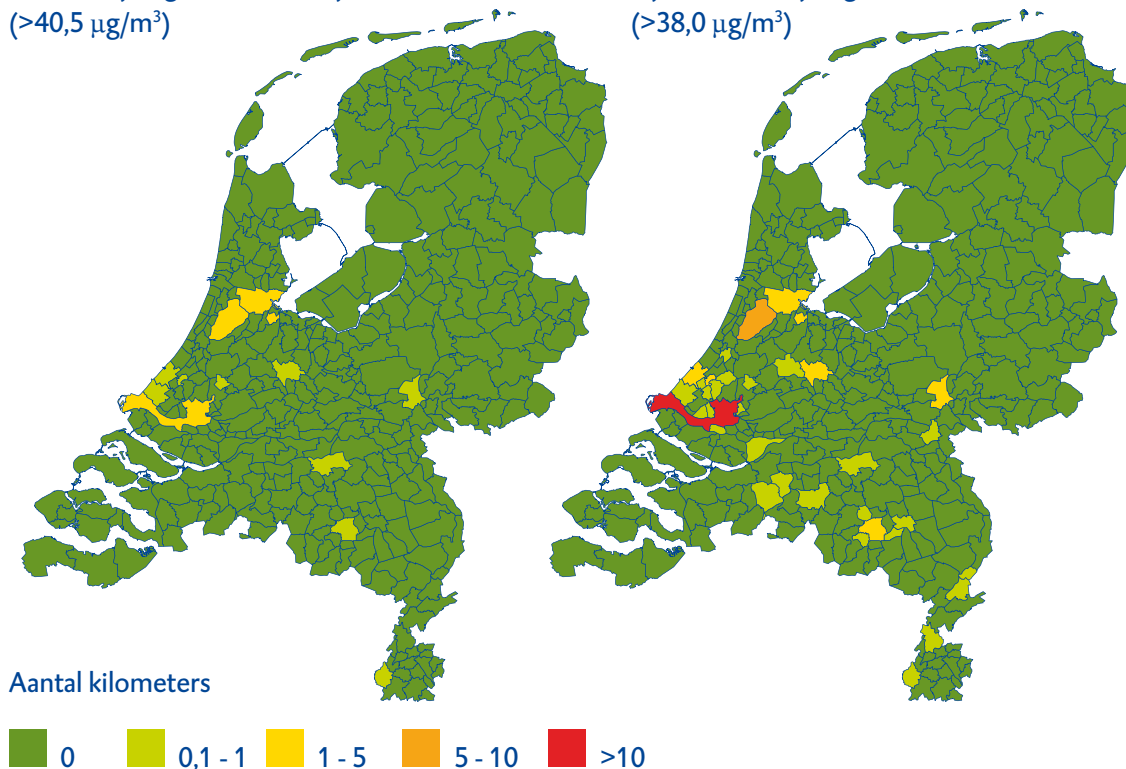 (>40,5 µg/m³)
(>38,0 µg/m³)
Aantal kilometers
0
0,1 - 1
1 - 5
5 - 10
>10